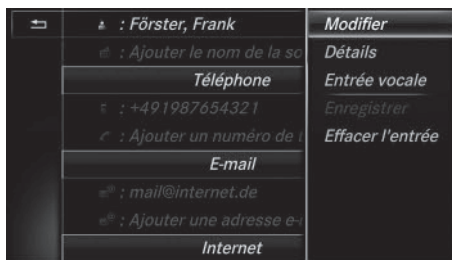 : Förster, Frank
: Ajouter le nom de la so
Téléphone
: +491987654321
: Ajouter un numéro de t
E-mail
: mail@internet.de
: Ajouter une adresse e-
Internet
Modifier
Détails
Entrée vocale
Enregistrer
Effacer l'entrée